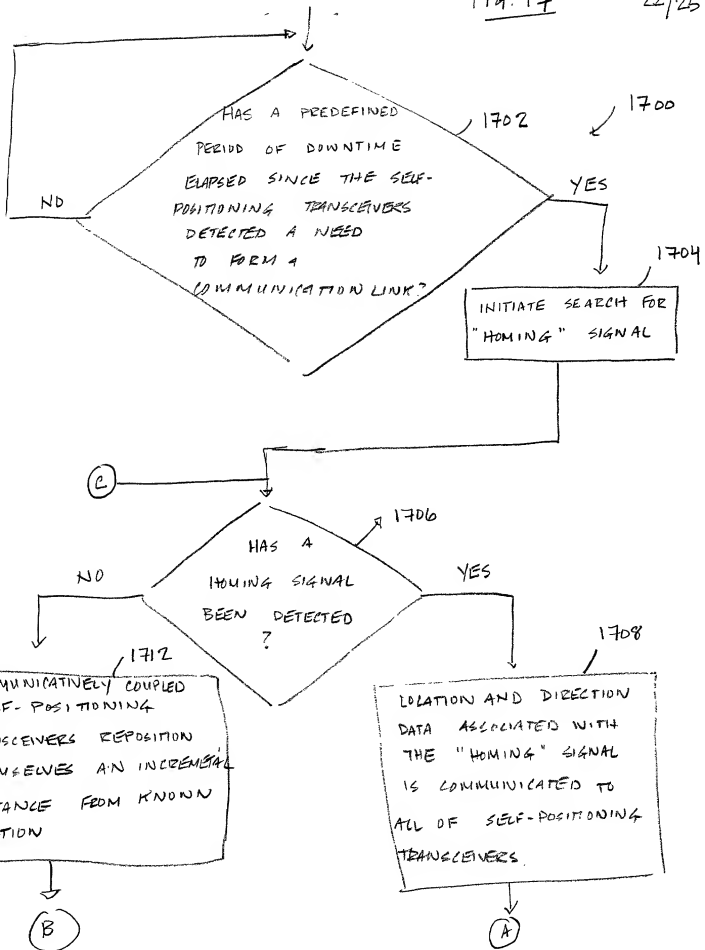 Fig. 17
22/25
1700
HAS A PREDEFINED
PERIOD OF DOWNTIME
ELAPSED SINCE THE SELF-
POSITIONING TRANSCEIVERS
DETECTED A NEED
TO FORM A
COMMUNICATION LINK?
1702
NO
YES
1704
INITIATE SEARCH FOR
"HOMING" SIGNAL
C
1706
HAS A
HOMING SIGNAL
BEEN DETECTED
?
NO
YES
1712
MUNICATIVELY COUPLED
F- POSITIONING
SCEIVERS REPOSITION
MSELVES AN INCREMETAL
TANCE FROM KNOWN
TION
B
1708
LOCATION AND DIRECTION
DATA ASSOCIATED WITH
THE "HOMING" SIGNAL
IS COMMUNICATED TO
ALL OF SELF-POSITIONING
TRANSCEIVERS.
A